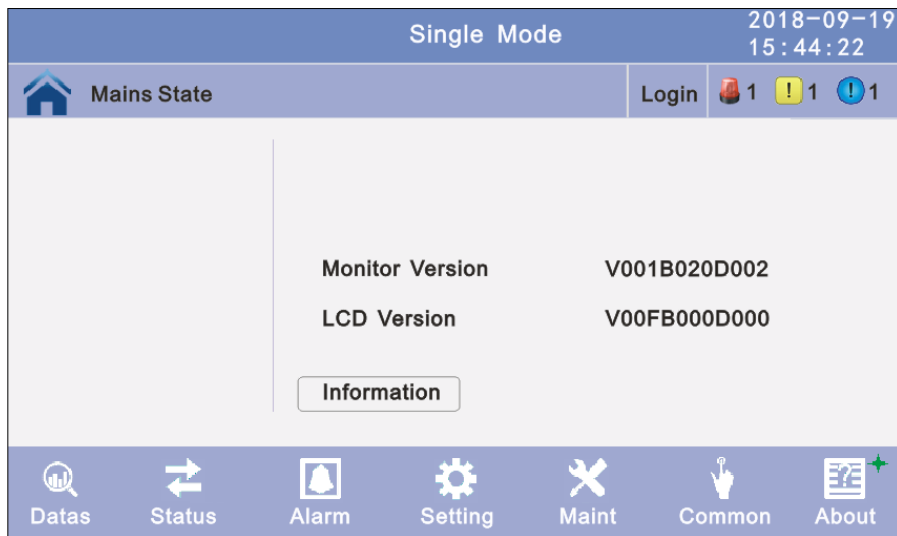 Single Mode
2018-09-19
15:44:22
Mains State
Login
1
! 1
! 1
Monitor Version V001B020D002
LCD Version V00FB000D000
Information
Datas Status Alarm Setting Maint Common About